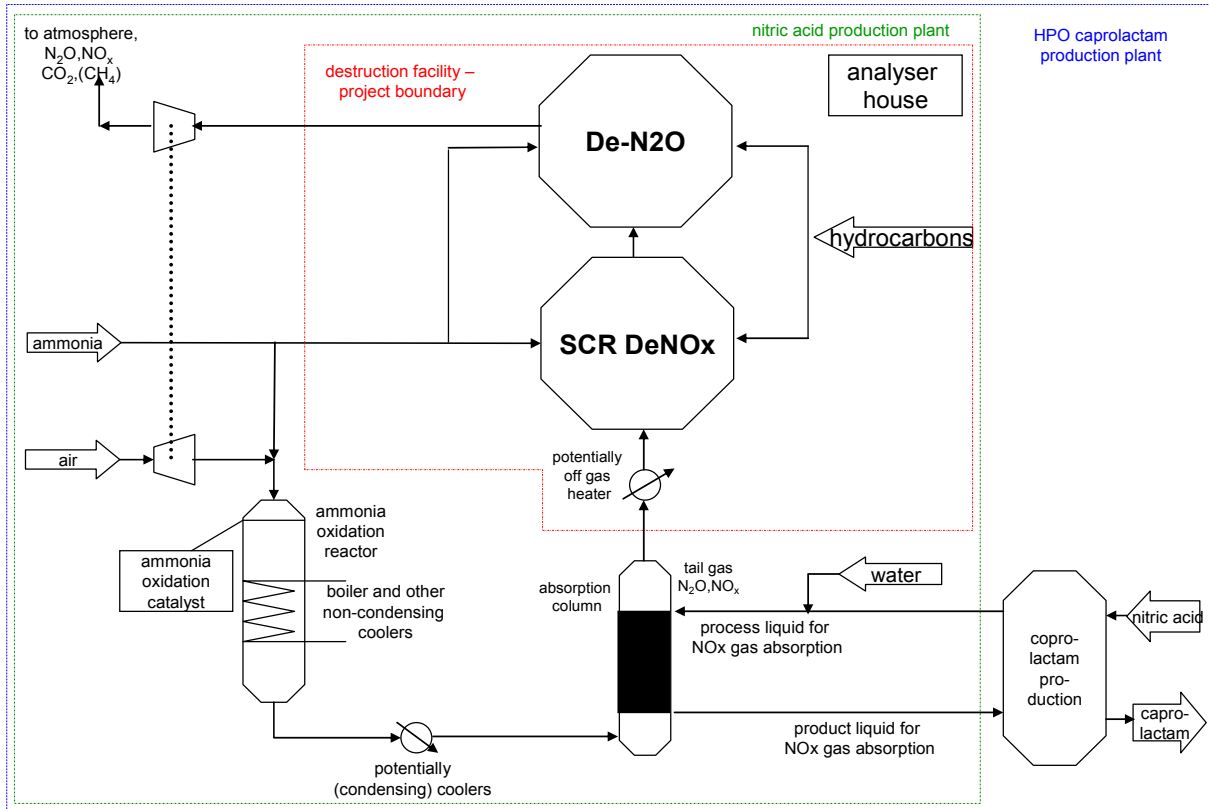 nitric acid production plant
HPO caprolactam
production plant
to atmosphere,
N₂O,NOₓ
CO₂,(CH₄)
destruction facility –
project boundary
analyser
house
De-N2O
hydrocarbons
ammonia
SCR DeNOx
air
potentially
off gas
heater
ammonia
oxidation
reactor
ammonia
oxidation
catalyst
boiler and other
non-condensing
coolers
absorption
column
tail gas
N₂O,NOₓ
water
process liquid for
NOx gas absorption
nitric acid
copro-
lactam
pro-
duction
product liquid for
NOx gas absorption
capro-
lactam
potentially
(condensing) coolers